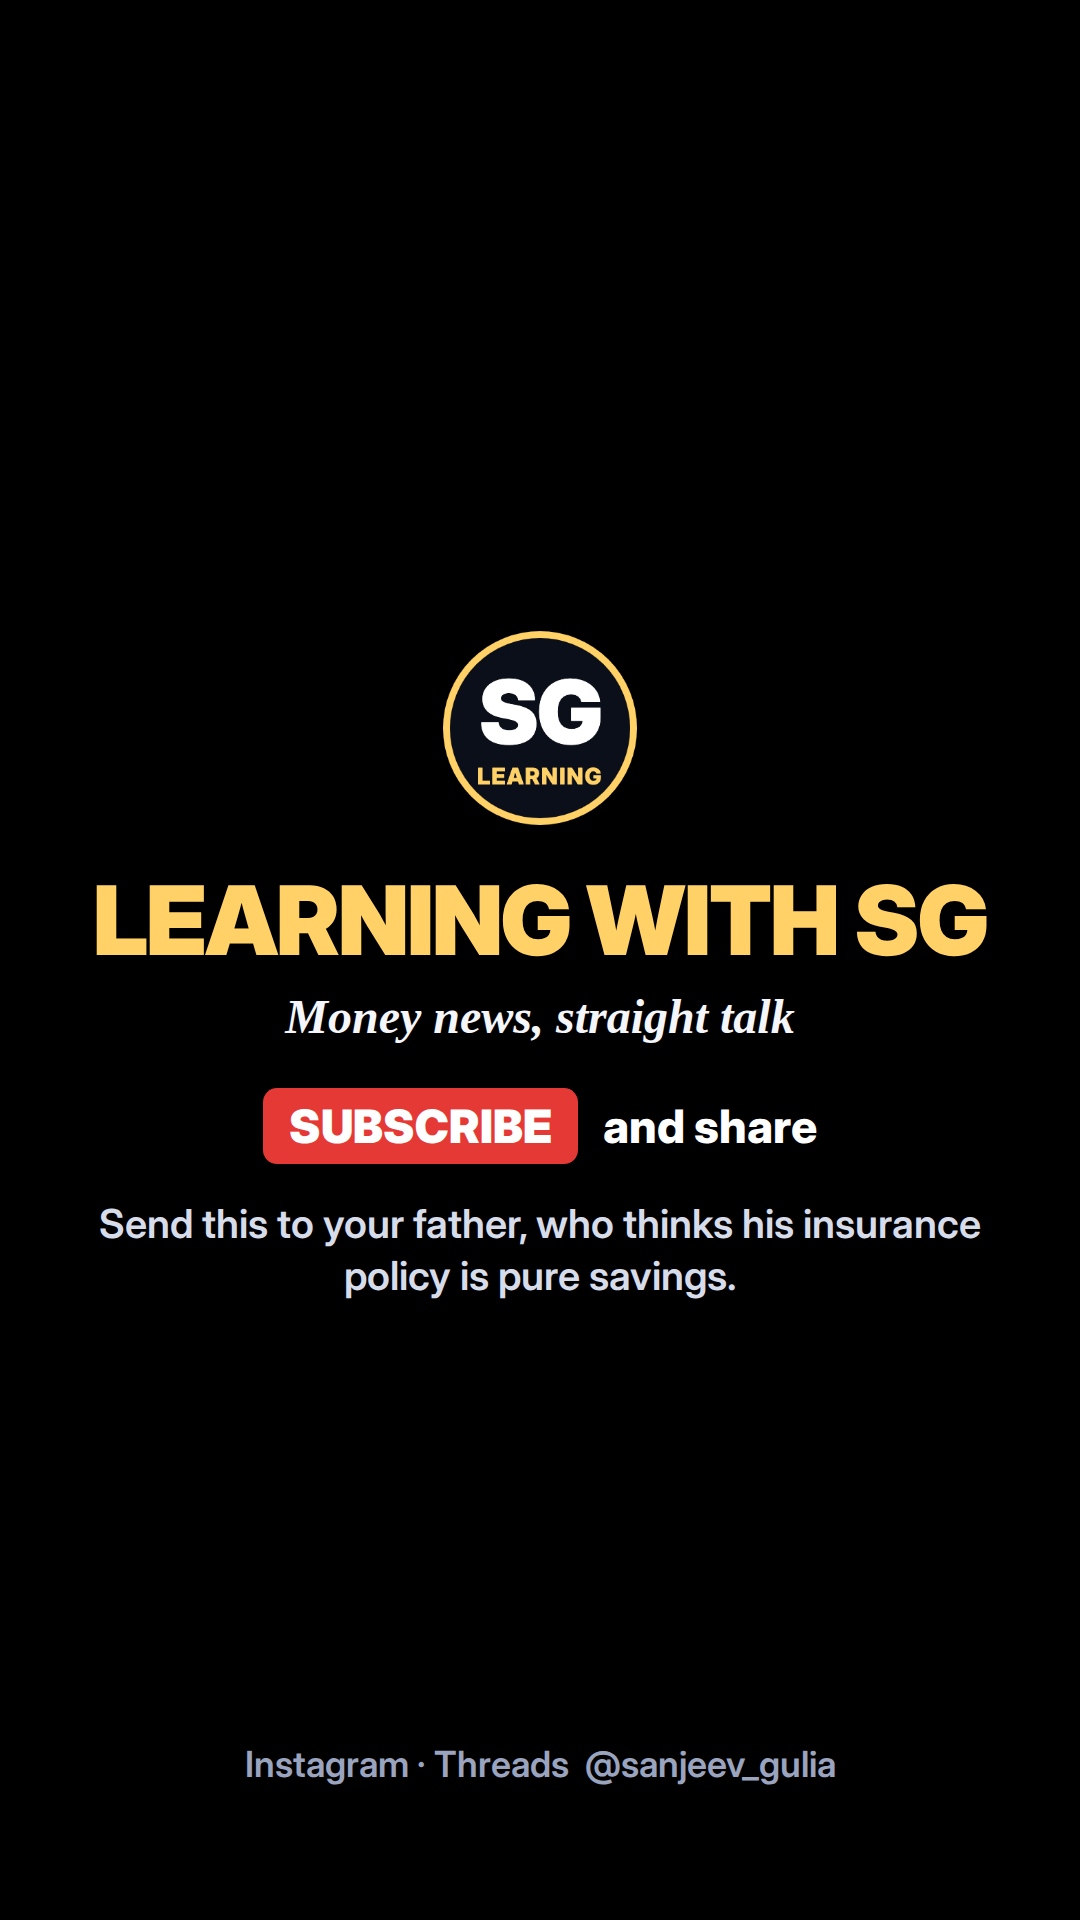 SG
LEARNING
LEARNING WITH SG
Money news, straight talk
SUBSCRIBE and share
Send this to your father, who thinks his insurance
policy is pure savings.
Instagram · Threads @sanjeev_gulia